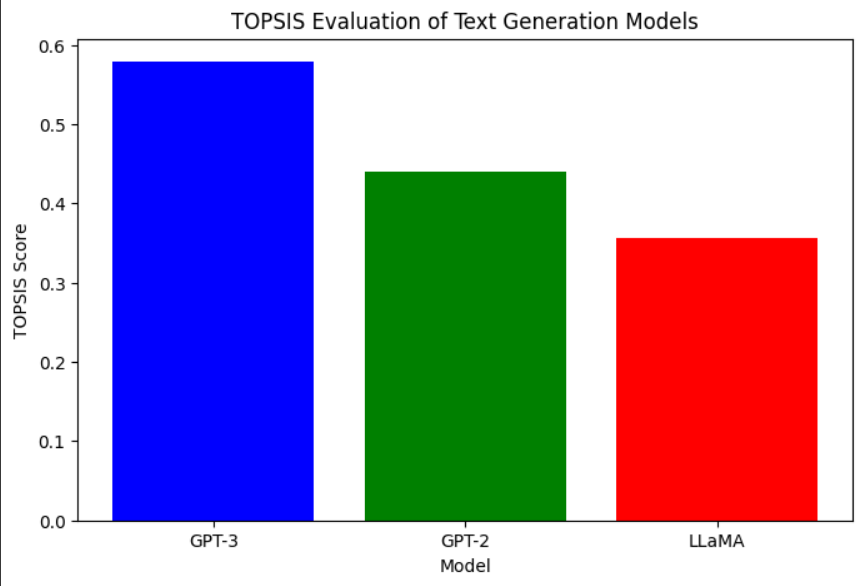 TOPSIS Evaluation of Text Generation Models
0.6
0.5
0.4
0.3
0.2
0.1
0.0
TOPSIS Score
GPT-3 GPT-2 LLaMA
Model